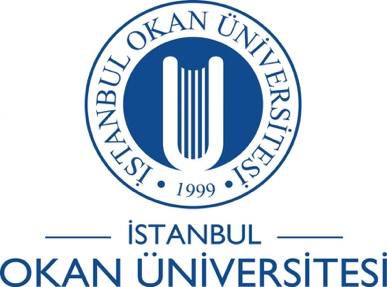 İSTANBUL OKAN ÜNİVERSİTESİ
· 1999 ·
İSTANBUL
OKAN ÜNİVERSİTESİ